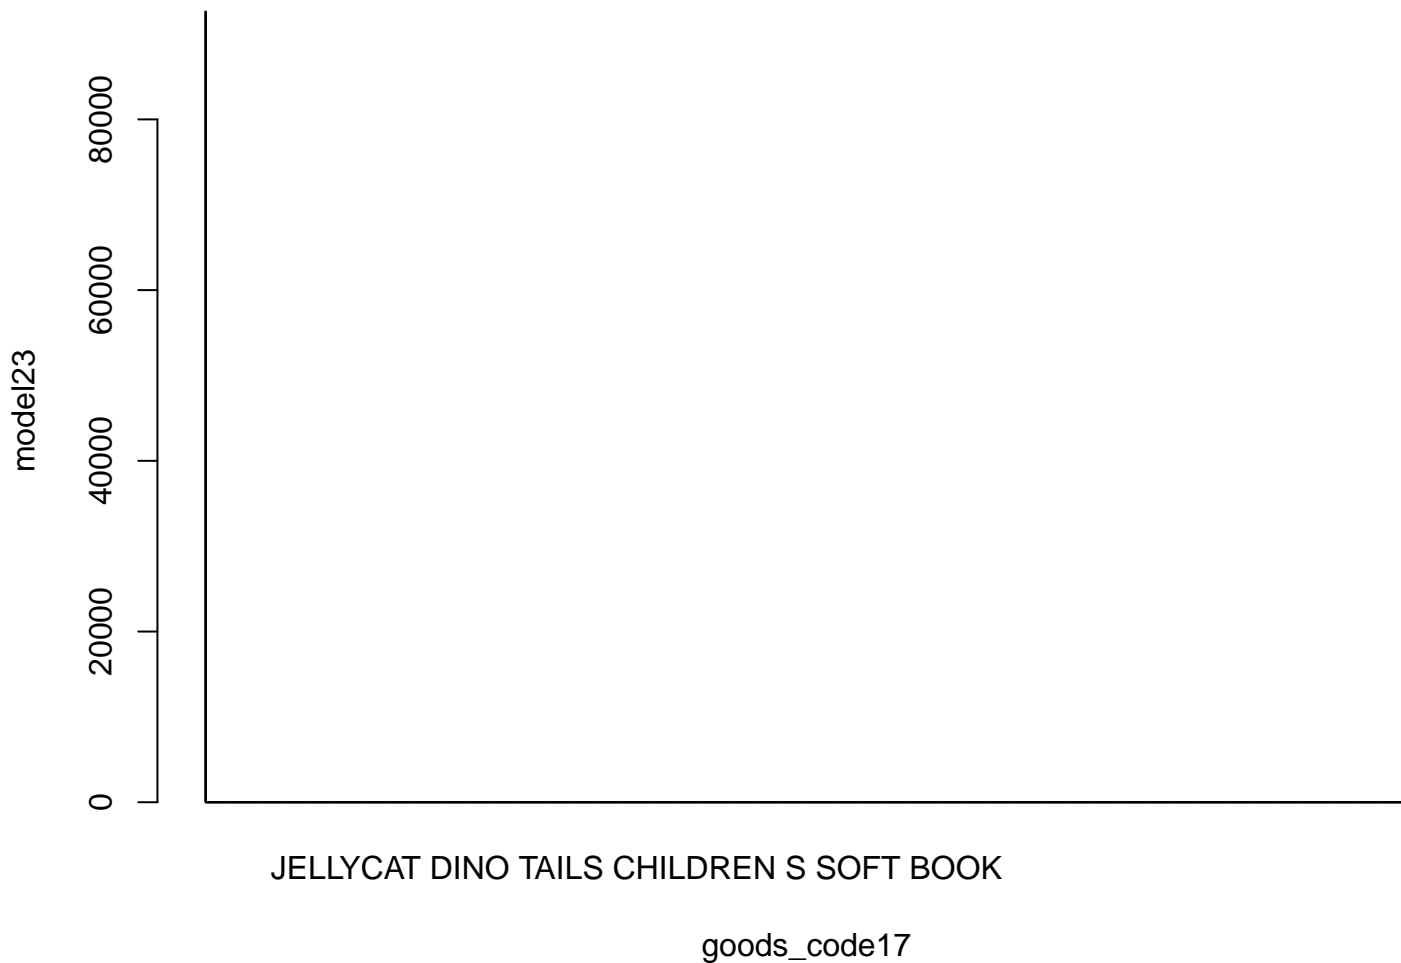 80000
60000
40000
20000
0
model23
JELLYCAT DINO TAILS CHILDREN S SOFT BOOK
goods_code17